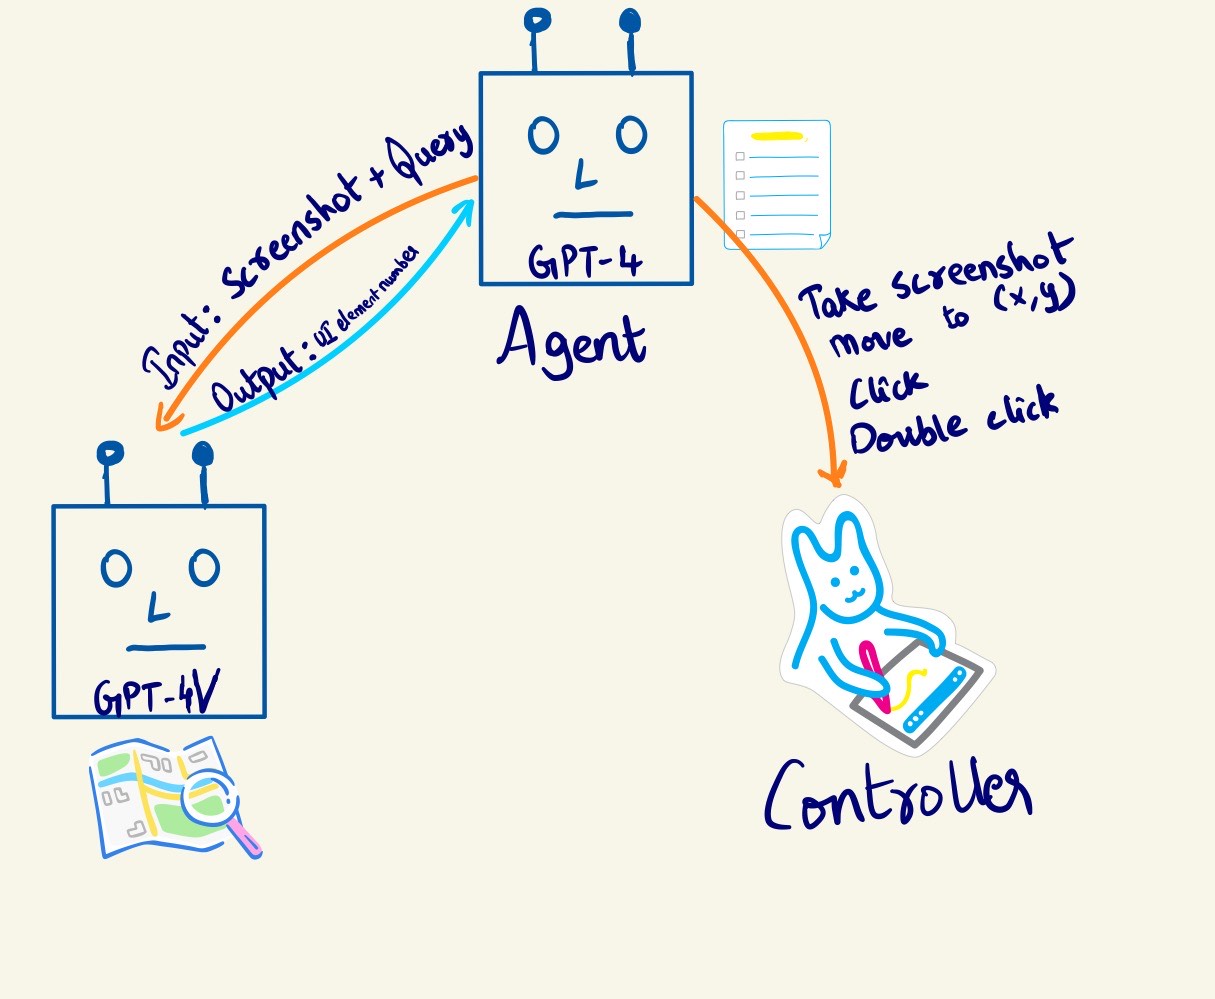 GPT-4
Agent
Input: Screenshot + Query
Output: UI element number
Take screenshot
move to (x,y)
Click
Double click
GPT-4V
Controller